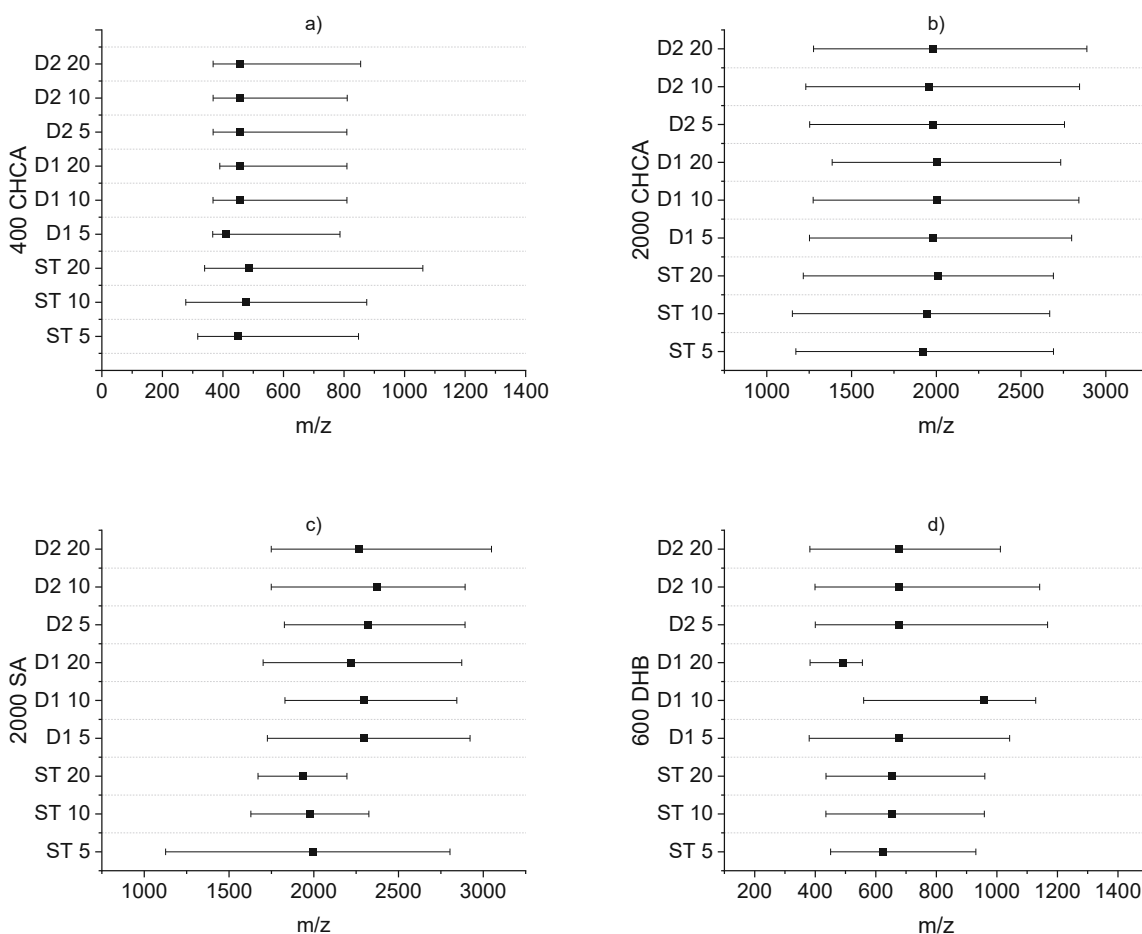 a)
400 CHCA
D2 20
D2 10
D2 5
D1 20
D1 10
D1 5
ST 20
ST 10
ST 5
0 200 400 600 800 1000 1200 1400
m/z
b)
2000 CHCA
D2 20
D2 10
D2 5
D1 20
D1 10
D1 5
ST 20
ST 10
ST 5
1000 1500 2000 2500 3000
m/z
c)
2000 SA
D2 20
D2 10
D2 5
D1 20
D1 10
D1 5
ST 20
ST 10
ST 5
1000 1500 2000 2500 3000
m/z
d)
600 DHB
D2 20
D2 10
D2 5
D1 20
D1 10
D1 5
ST 20
ST 10
ST 5
200 400 600 800 1000 1200 1400
m/z